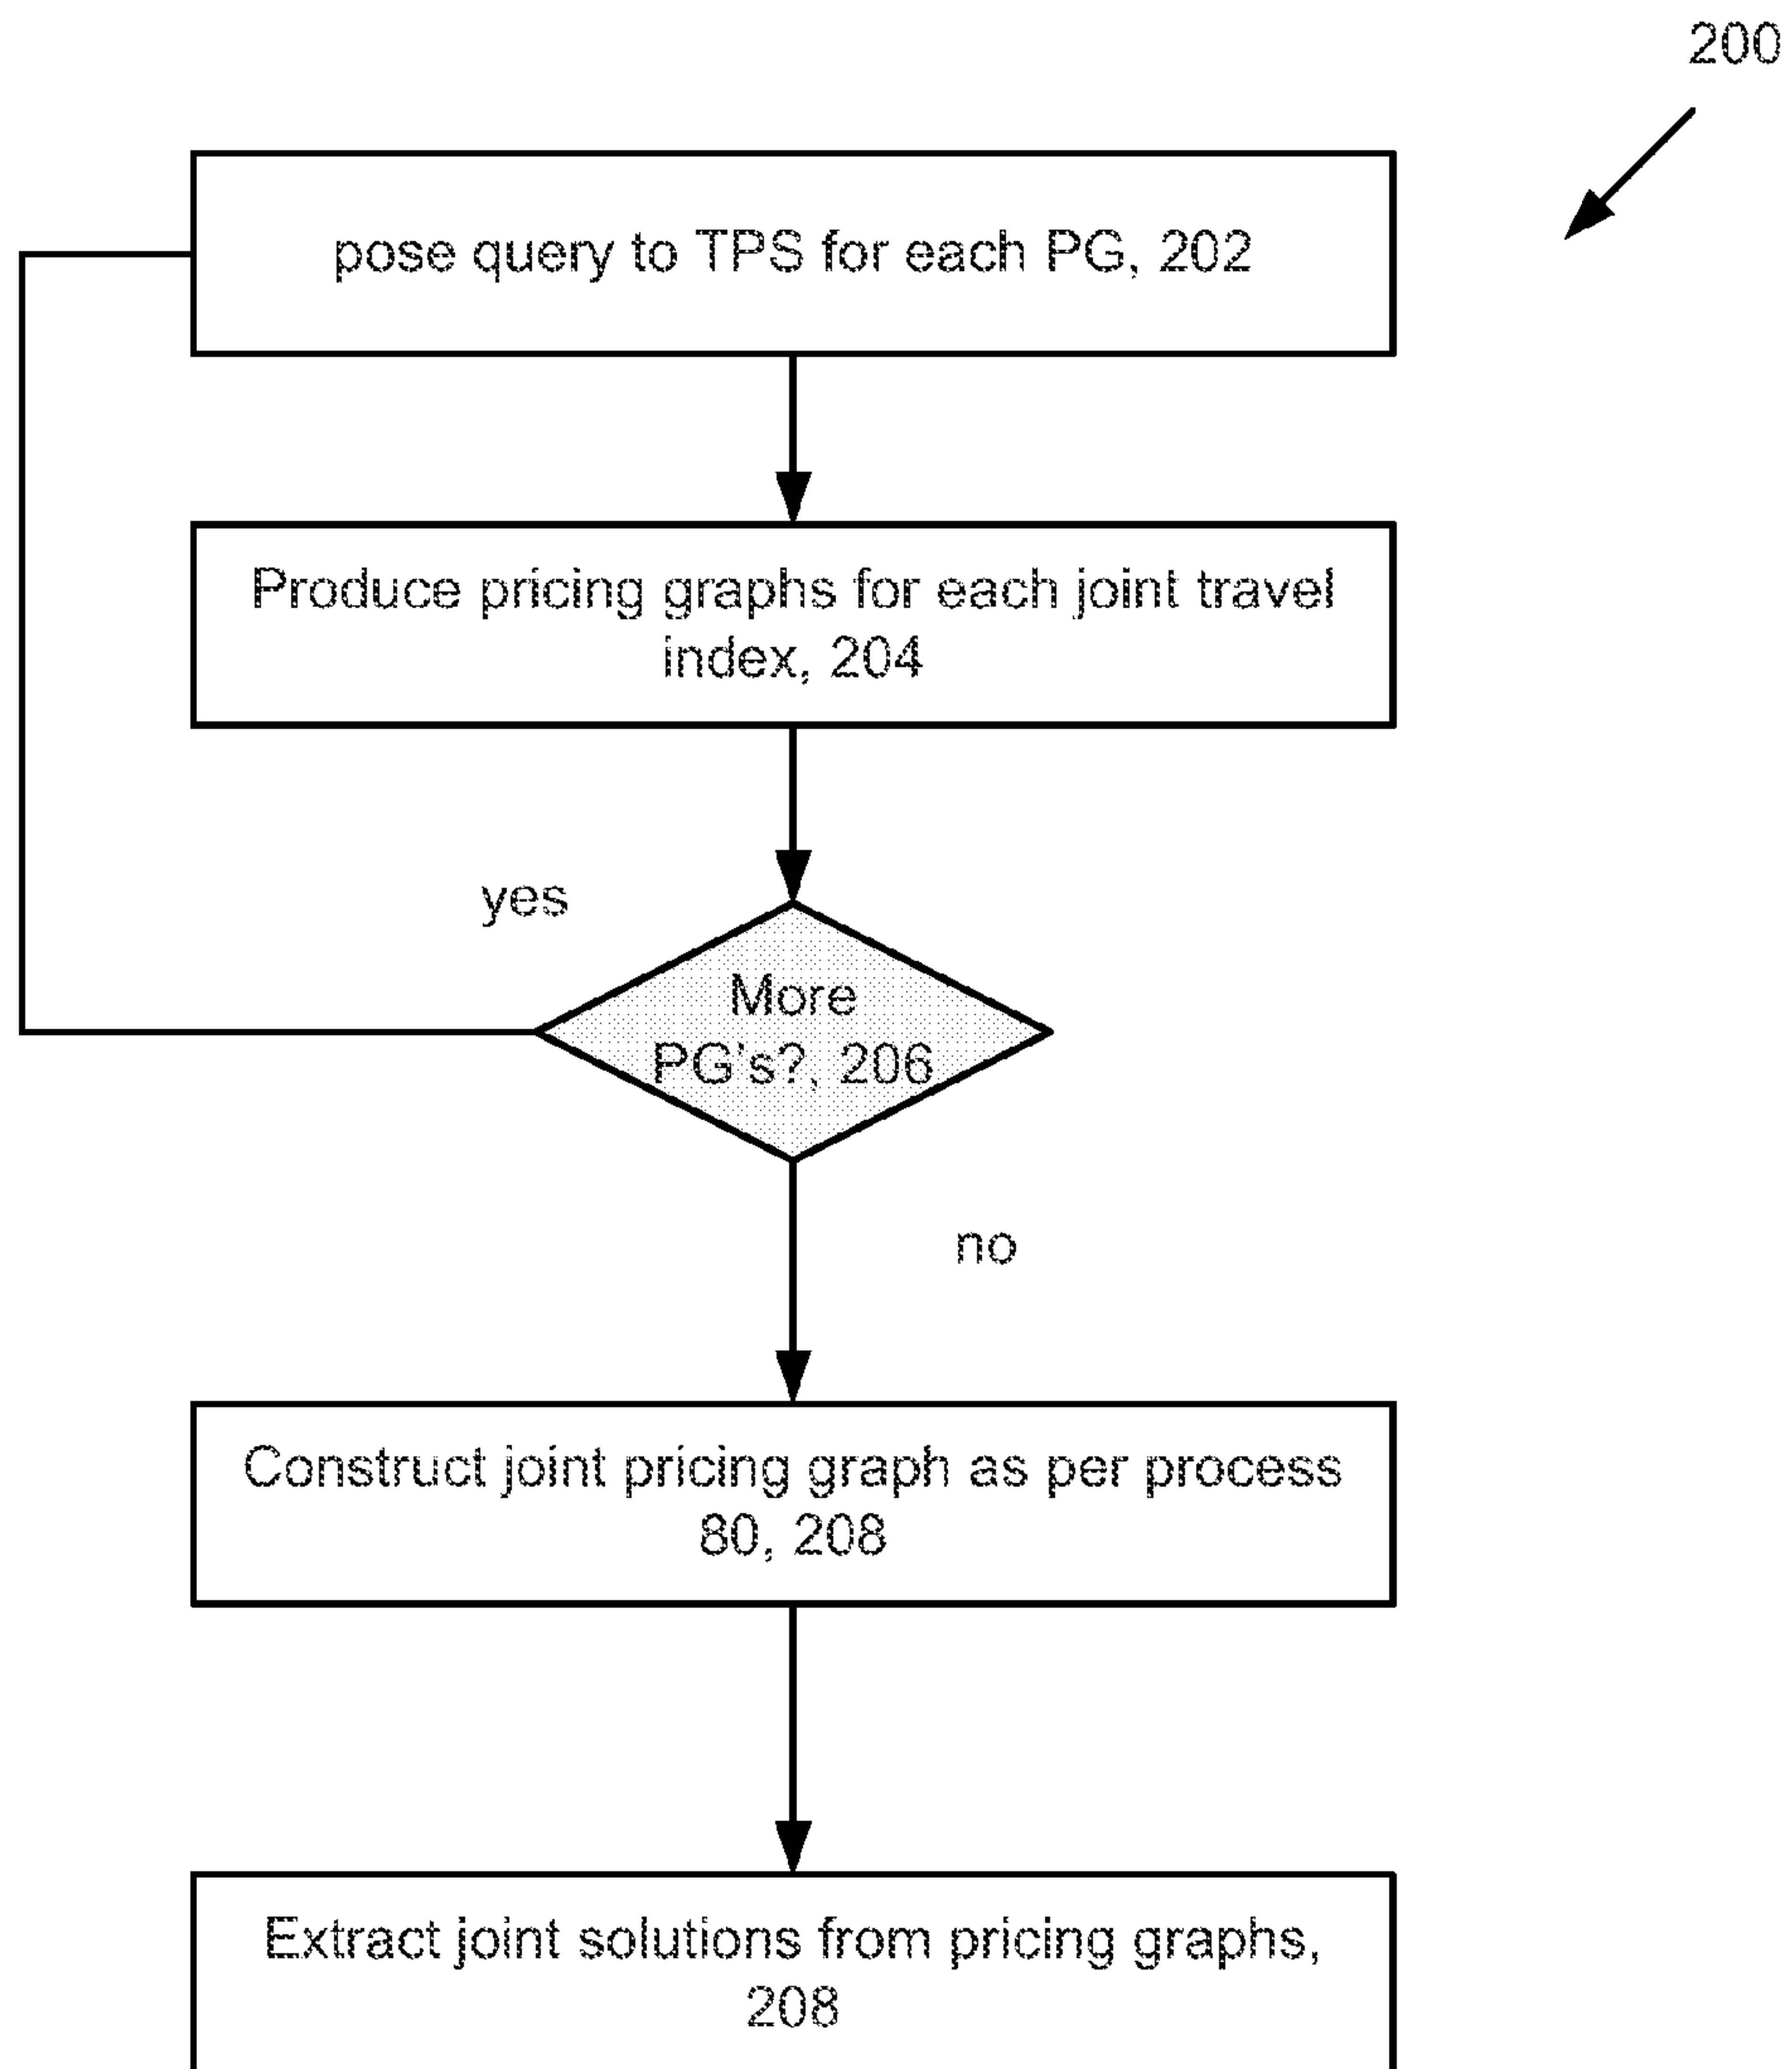 200
pose query to TPS for each PG, 202
Produce pricing graphs for each joint travel
index, 204
yes
More
PG's?, 206
no
Construct joint pricing graph as per process
80, 208
Extract joint solutions from pricing graphs,
208